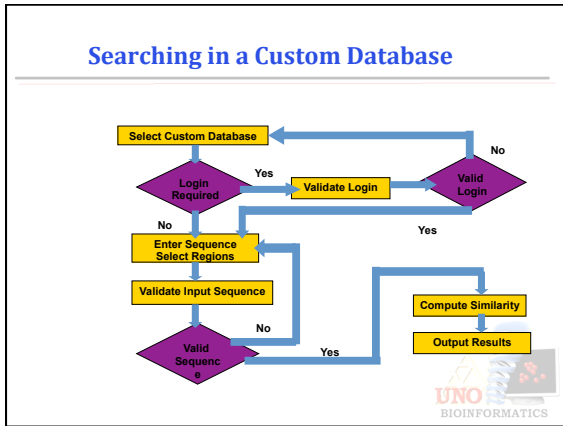 Searching in a Custom Database
Select Custom Database
No
Login
Required
Yes
Validate Login
Valid
Login
No
Yes
Enter Sequence
Select Regions
Validate Input Sequence
Compute Similarity
No
Valid
Sequenc
e
Yes
Output Results
UNO
BIOINFORMATICS